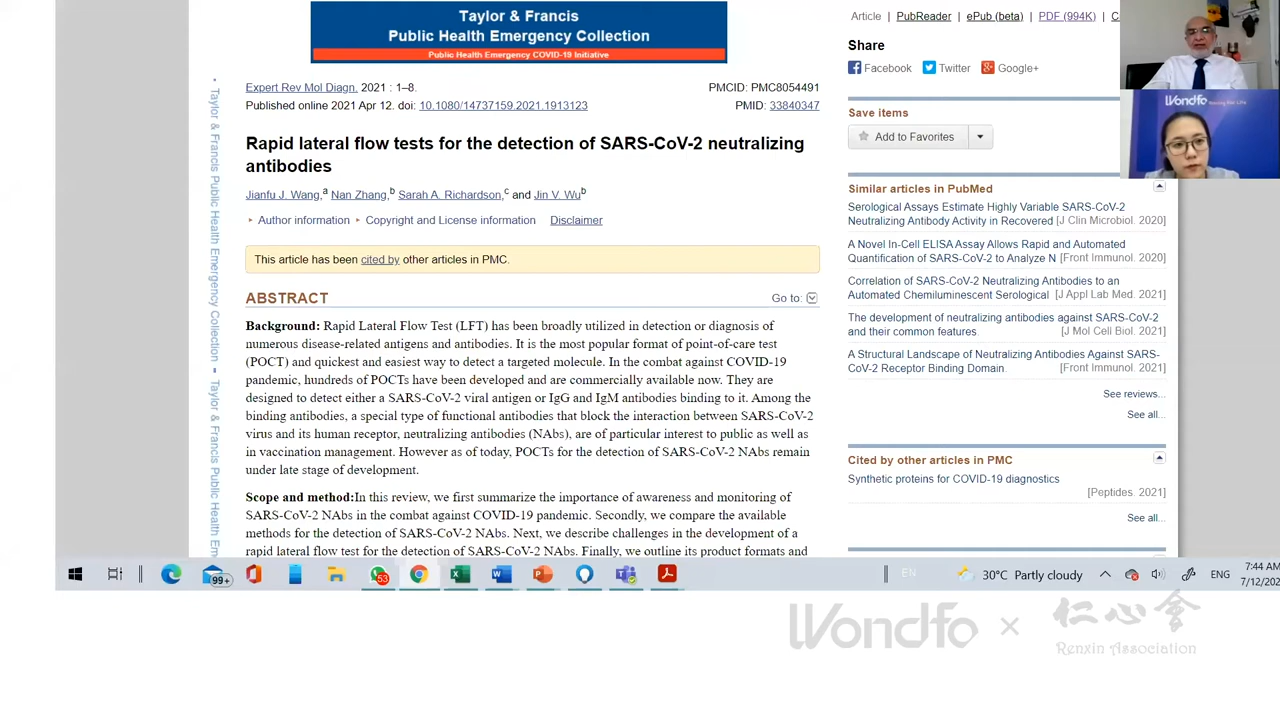 Taylor & Francis
Public Health Emergency Collection
Public Health Emergency COVID-19 Initiative
Taylor & Francis Public Health Emergency Collection
Taylor & Francis Public Health Em
Expert Rev Mol Diagn. 2021 : 1–8.
PMCID: PMC8054491
Published online 2021 Apr 12. doi: 10.1080/14737159.2021.1913123
PMID: 33840347
Rapid lateral flow tests for the detection of SARS-CoV-2 neutralizing
antibodies
Jianfu J. Wang,a Nan Zhang,b Sarah A. Richardson,c and Jin V. Wub
Author information Copyright and License information Disclaimer
This article has been cited by other articles in PMC.
ABSTRACT
Go to:
Background: Rapid Lateral Flow Test (LFT) has been broadly utilized in detection or diagnosis of
numerous disease-related antigens and antibodies. It is the most popular format of point-of-care test
(POCT) and quickest and easiest way to detect a targeted molecule. In the combat against COVID-19
pandemic, hundreds of POCTs have been developed and are commercially available now. They are
designed to detect either a SARS-CoV-2 viral antigen or IgG and IgM antibodies binding to it. Among the
binding antibodies, a special type of functional antibodies that block the interaction between SARS-CoV-2
virus and its human receptor, neutralizing antibodies (NAbs), are of particular interest to public as well as
in vaccination management. However as of today, POCTs for the detection of SARS-CoV-2 NAbs remain
under late stage of development.
Scope and method:In this review, we first summarize the importance of awareness and monitoring of
SARS-CoV-2 NAbs in the combat against COVID-19 pandemic. Secondly, we compare the available
methods for the detection of SARS-CoV-2 NAbs. Next, we describe challenges in the development of a
rapid lateral flow test for the detection of SARS-CoV-2 NAbs. Finally, we outline its product formats and
Article | PubReader | ePub (beta) | PDF (994K) | C
Share
Facebook Twitter Google+
Save items
Add to Favorites
Similar articles in PubMed
Serological Assays Estimate Highly Variable SARS-CoV-2
Neutralizing Antibody Activity in Recovered [J Clin Microbiol. 2020]
A Novel In-Cell ELISA Assay Allows Rapid and Automated
Quantification of SARS-CoV-2 to Analyze N [Front Immunol. 2020]
Correlation of SARS-CoV-2 Neutralizing Antibodies to an
Automated Chemiluminescent Serological [J Appl Lab Med. 2021]
The development of neutralizing antibodies against SARS-CoV-2
and their common features. [J Mol Cell Biol. 2021]
A Structural Landscape of Neutralizing Antibodies Against SARS-
CoV-2 Receptor Binding Domain. [Front Immunol. 2021]
See reviews...
See all...
Cited by other articles in PMC
Synthetic proteins for COVID-19 diagnostics
[Peptides. 2021]
See all...
Wondfo
99+
53
EN
30°C Partly cloudy
ENG
7:44 AM
7/12/202
Wondfo × 仁心會
Renxin Association